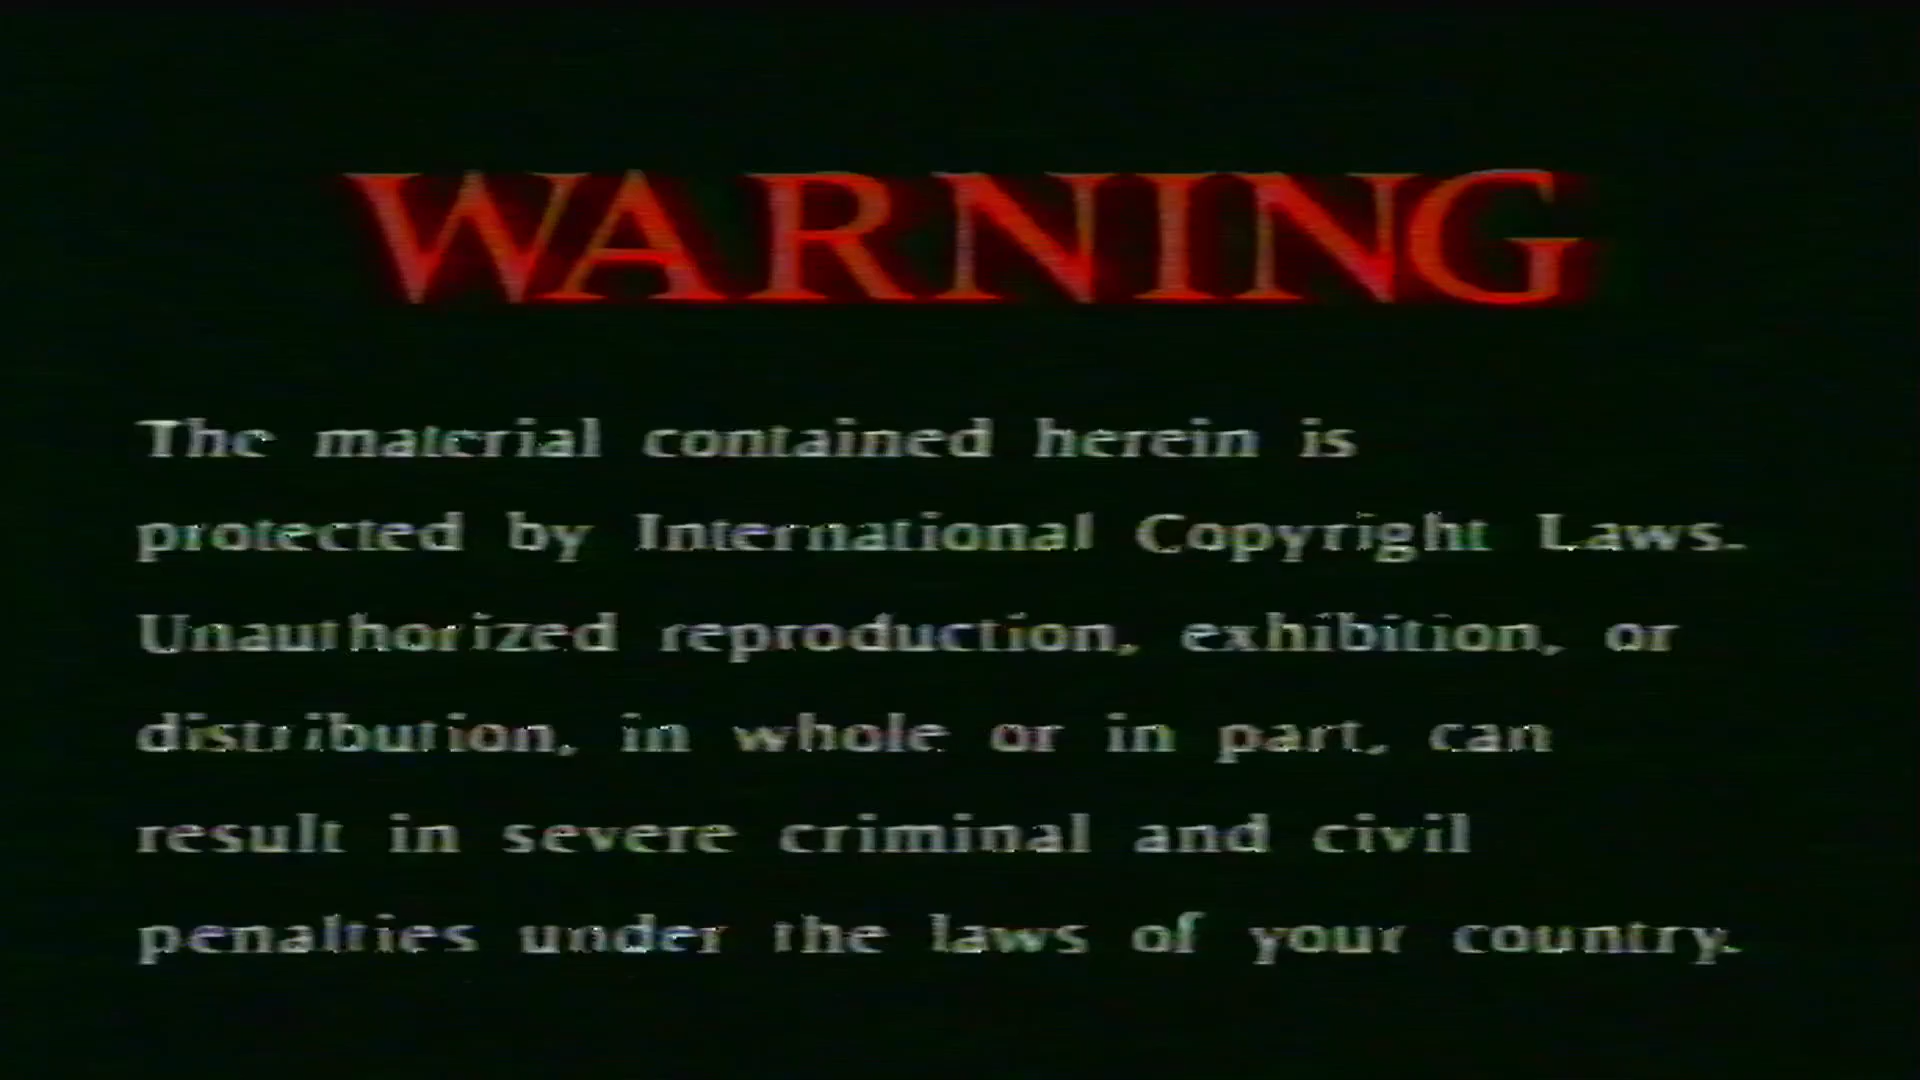 WARNING
The material contained herein is
protected by International Copyright Laws.
Unauthorized reproduction, exhibition, or
distribution, in whole or in part, can
result in severe criminal and civil
penalties under the laws of your country.